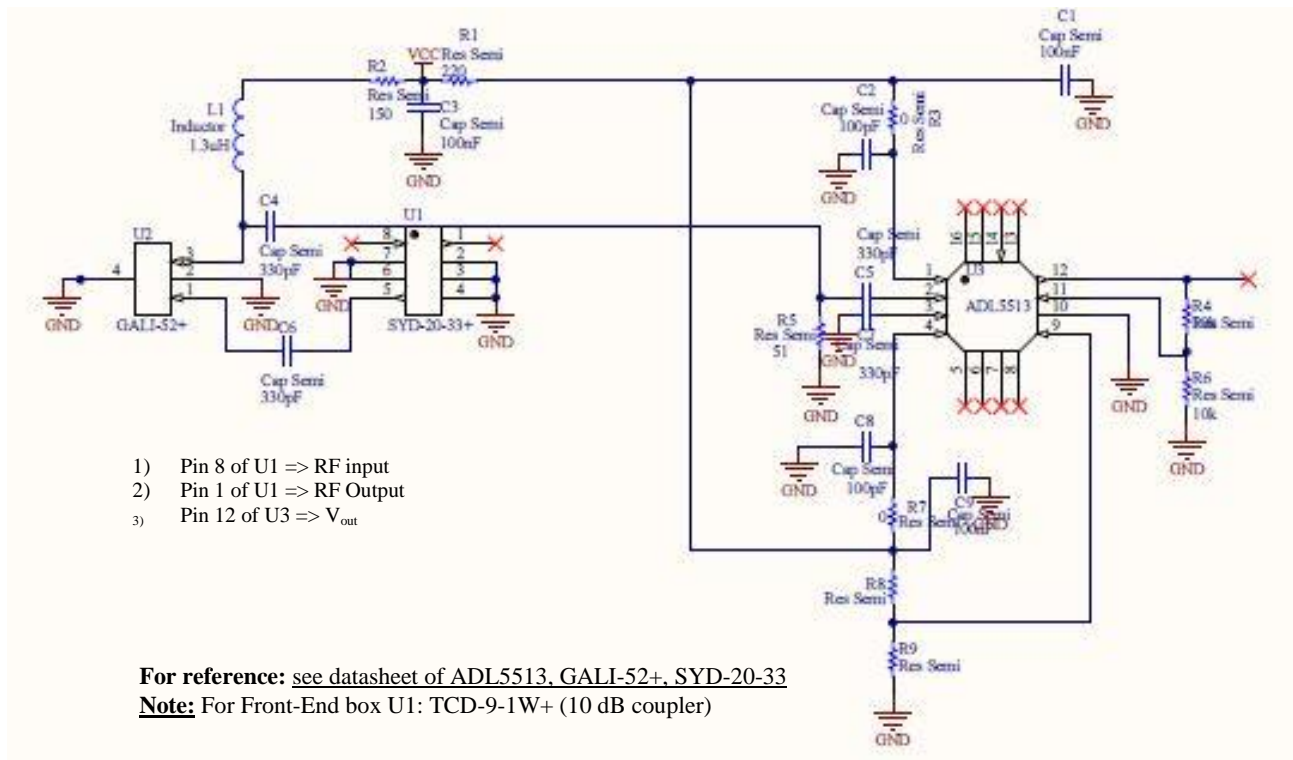 C1
Cap Semi
100nF
GND
R1
VCC Res Semi
220
R2
Res Semi
150
C3
Cap Semi
100nF
GND
L1
Inductor
1.3uH
C2
Cap Semi
100pF
GND
0
Res Semi
R3
C4
Cap Semi
330pF
U2
3
2
1
4
GALI-52+
GND
GND
C6
Cap Semi
330pF
U1
8
7
6
5
1
2
3
4
SYD-20-33+
GND
GND
Cap Semi
330pF
C5
Cap Semi
330pF
GND
R5
Res Semi
51
GND
16
15
14
13
1
2
3
4
U3
ADL5513
12
11
10
9
5
6
7
8
R4
Res Semi
GND
R6
Res Semi
10k
GND
C8
Cap Semi
100pF
GND
R7
0
Res Semi
C9
Cap Semi
100nF
GND
R8
Res Semi
R9
Res Semi
GND
1) Pin 8 of U1 => RF input
2) Pin 1 of U1 => RF Output
3) Pin 12 of U3 => Vout
For reference: see datasheet of ADL5513, GALI-52+, SYD-20-33
Note: For Front-End box U1: TCD-9-1W+ (10 dB coupler)